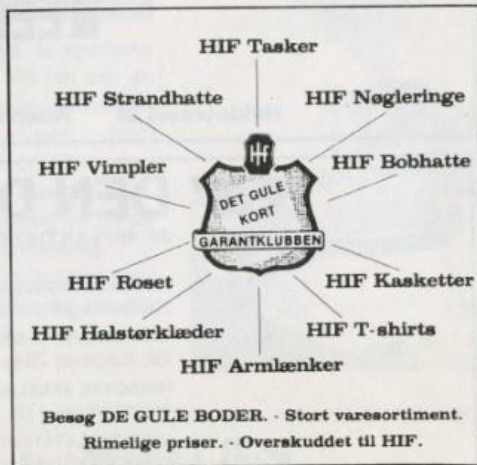 HIF Tasker
HIF Strandhatte
HIF Nøgleringe
HIF
HIF Vimpler
HIF Bobhatte
DET GULE
KORT
GARANTKLUBBEN
HIF Roset
HIF Kasketter
HIF Halstørklæder
HIF T-shirts
HIF Armlænker
Besøg DE GULE BODER. · Stort varesortiment.
Rimelige priser. · Overskuddet til HIF.